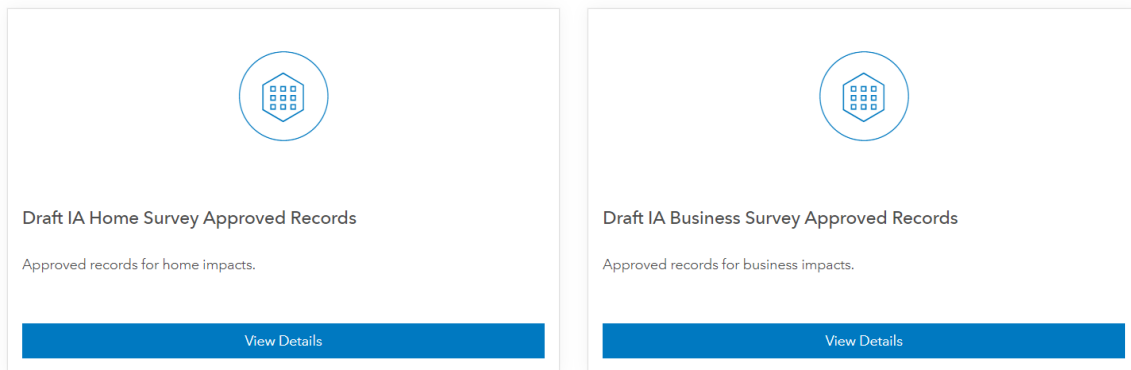 Draft IA Home Survey Approved Records
Approved records for home impacts.
View Details
Draft IA Business Survey Approved Records
Approved records for business impacts.
View Details